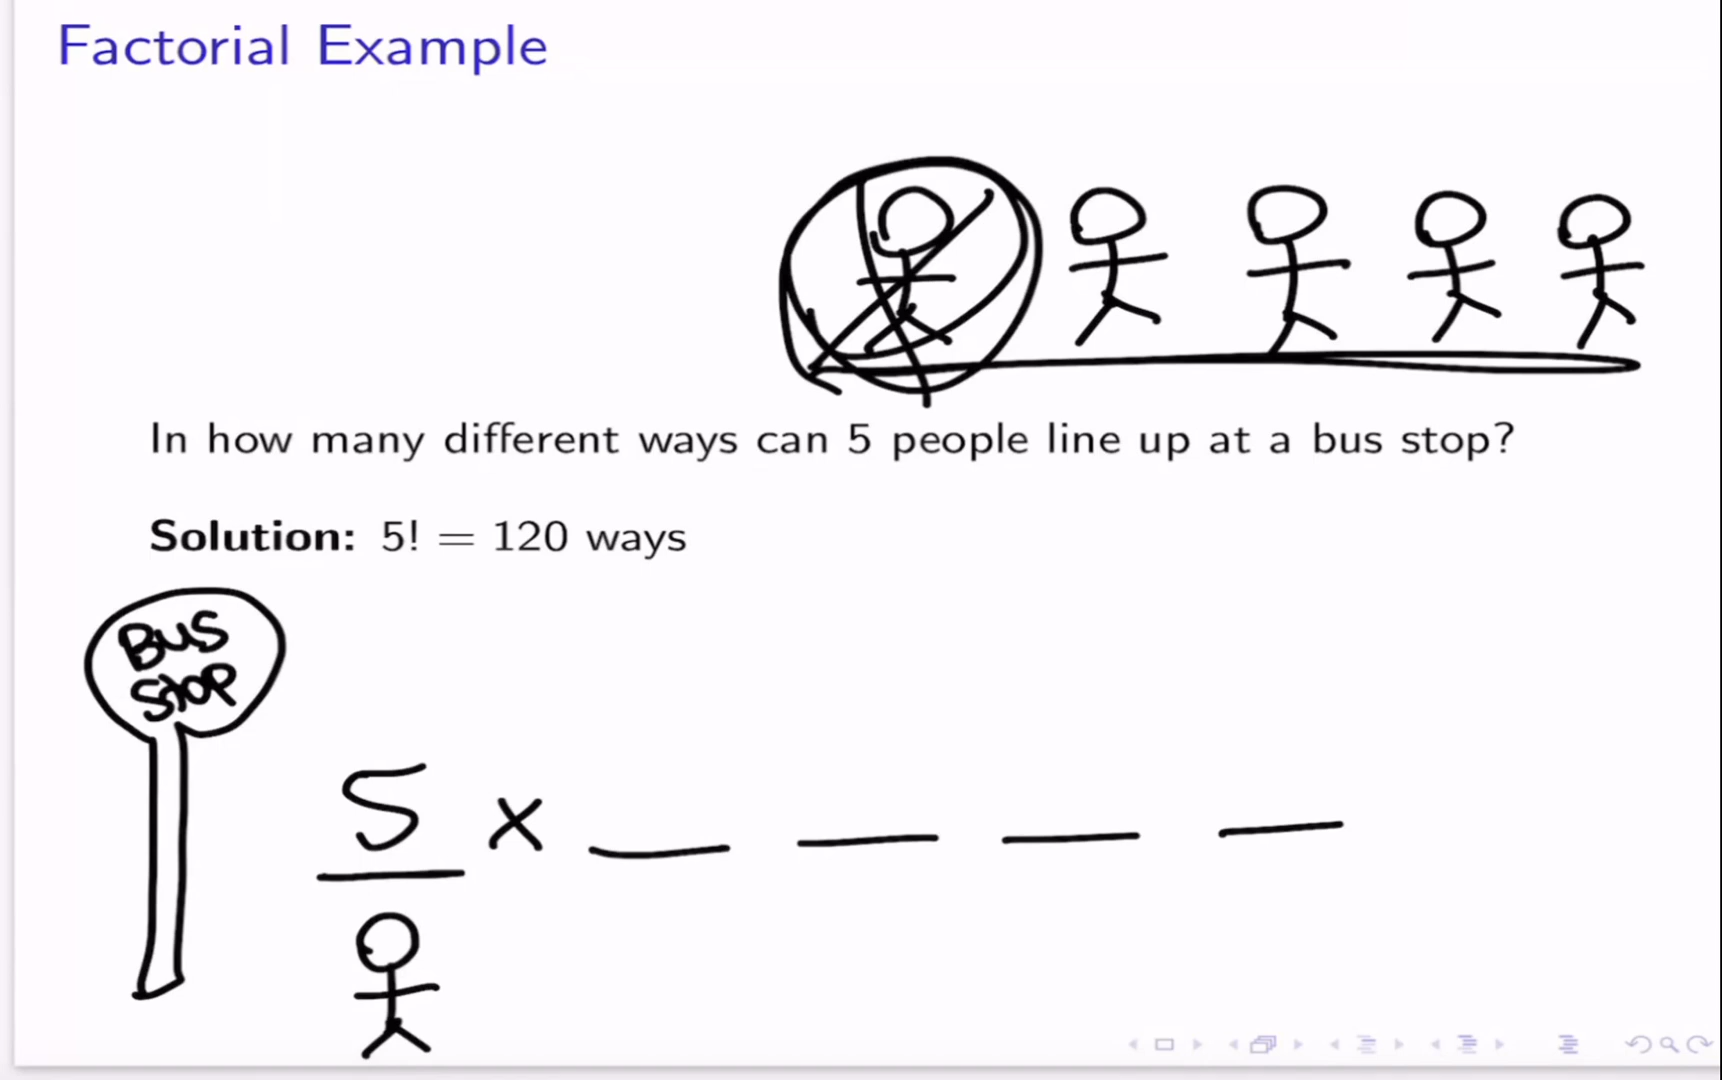 Factorial Example
In how many different ways can 5 people line up at a bus stop?
Solution: 5! = 120 ways
BUS
Stop
5 ×